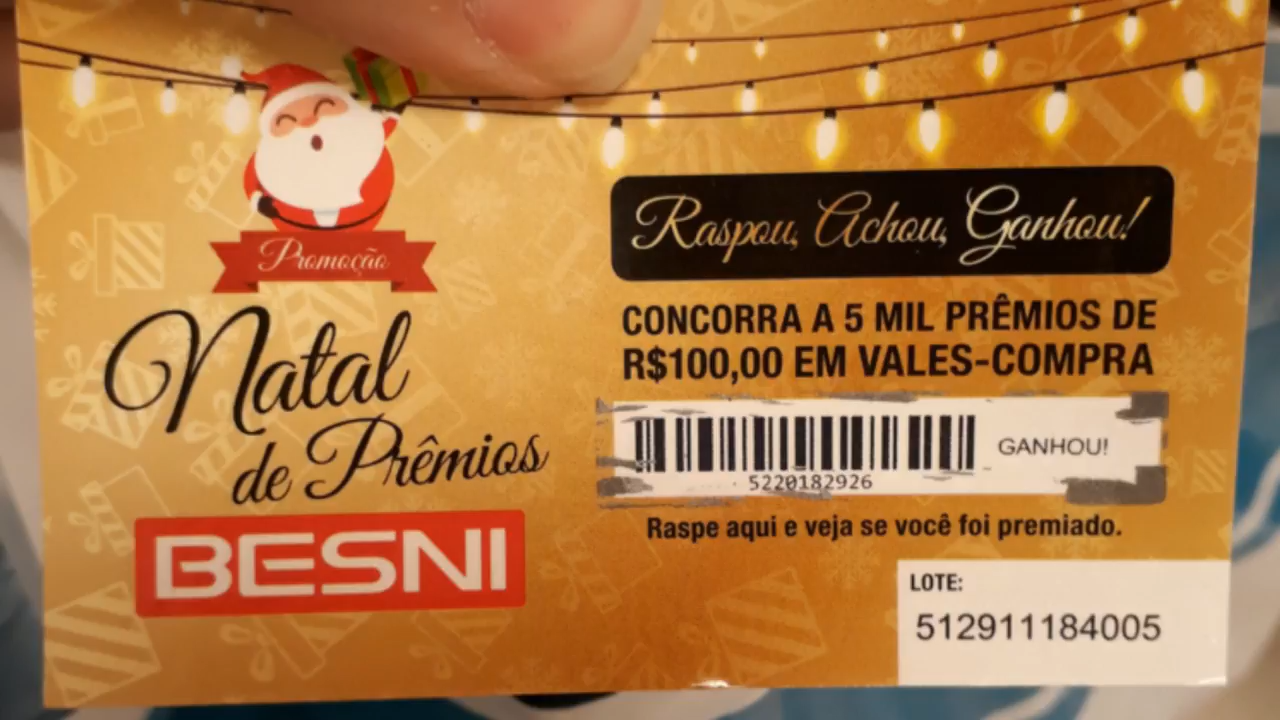 Promoção
Natal
de Prêmios
BESNI
Raspou, Achou, Ganhou!
CONCORRA A 5 MIL PRÊMIOS DE
R$100,00 EM VALES-COMPRA
GANHOU!
5220182926
Raspe aqui e veja se você foi premiado.
LOTE:
512911184005